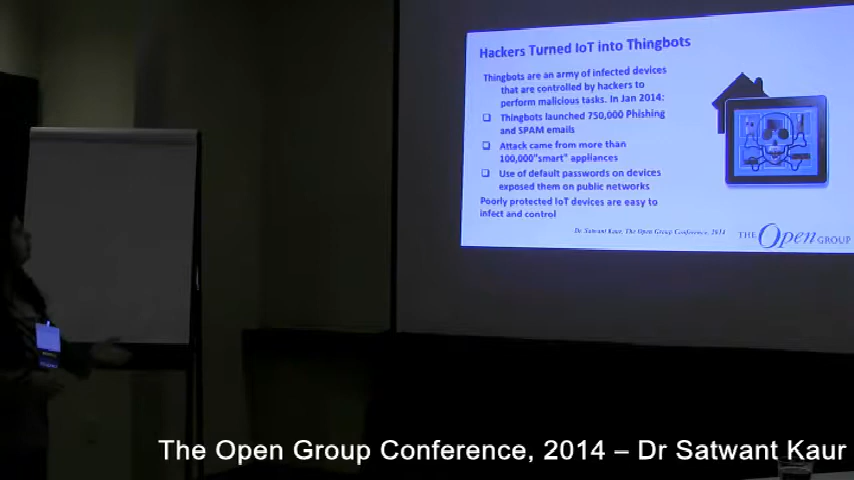 Hackers Turned IoT into Thingbots
Thingbots are an army of infected devices
that are controlled by hackers to
perform malicious tasks. In Jan 2014:
Thingbots launched 750,000 Phishing
and SPAM emails
Attack came from more than
100,000"smart" appliances
Use of default passwords on devices
exposed them on public networks
Poorly protected IoT devices are easy to
infect and control
Dr Satwant Kaur, The Open Group Conference, 2014
THE Open GROUP
The Open Group Conference, 2014 – Dr Satwant Kaur